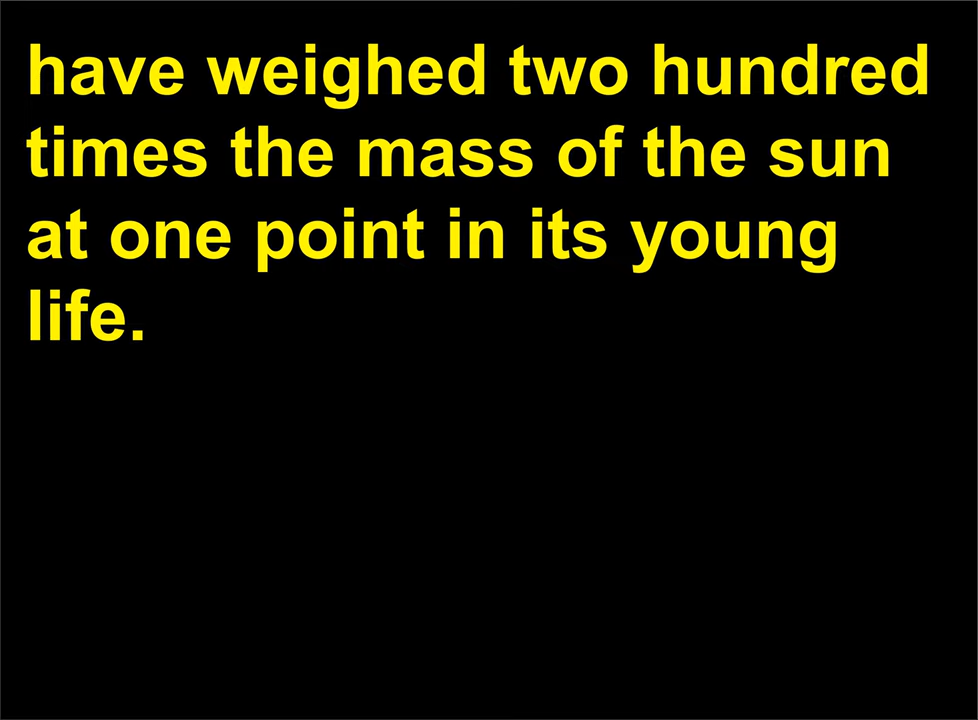 have weighed two hundred
times the mass of the sun
at one point in its young
life.